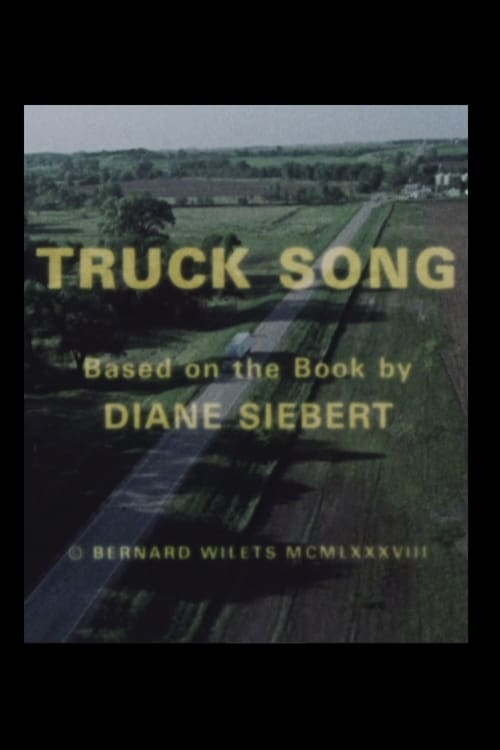 TRUCK SONG
Based on the Book by
DIANE SIEBERT
© BERNARD WILETS MCMLXXXVIII